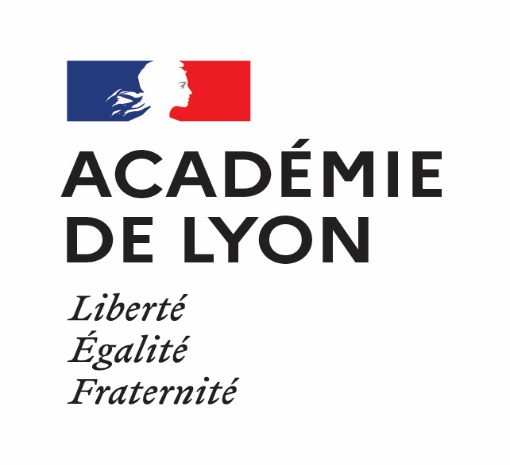 ACADÉMIE
DE LYON
Liberté
Égalité
Fraternité